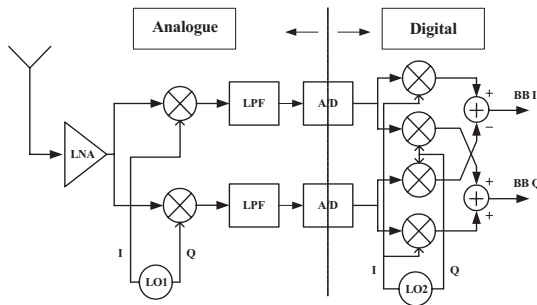 Analogue
Digital
LPF
A/D
+
BB I
−
LNA
LPF
A/D
+
BB Q
+
I
Q
LO1
I
Q
LO2